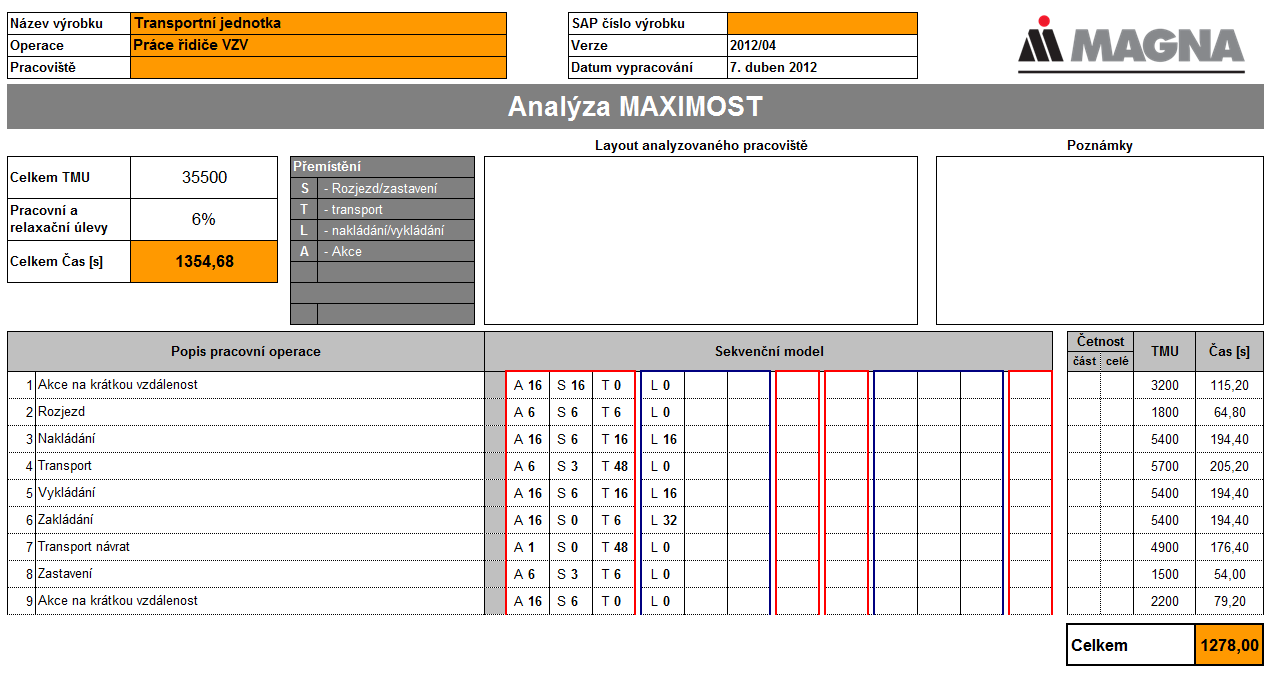 Název výrobku Transportní jednotka SAP číslo výrobku
Operace Práce řidiče VZV Verze 2012/04
Pracoviště Datum vypracování 7. duben 2012
MAGNA
Analýza MAXIMOST
Layout analyzovaného pracoviště Poznámky
Celkem TMU 35500
Pracovní a
relaxační úlevy 6%
Celkem Čas [s] 1354,68
Přemístění
S - Rozjezd/zastavení
T - transport
L - nakládání/vykládání
A - Akce
Popis pracovní operace Sekvenční model Četnost TMU Čas [s]
část celé
1 Akce na krátkou vzdálenost A 16 S 16 T 0 L 0 3200 115,20
2 Rozjezd A 6 S 6 T 6 L 0 1800 64,80
3 Nakládání A 16 S 6 T 16 L 16 5400 194,40
4 Transport A 6 S 3 T 48 L 0 5700 205,20
5 Vykládání A 16 S 6 T 16 L 16 5400 194,40
6 Zakládání A 16 S 0 T 6 L 32 5400 194,40
7 Transport návrat A 1 S 0 T 48 L 0 4900 176,40
8 Zastavení A 6 S 3 T 6 L 0 1500 54,00
9 Akce na krátkou vzdálenost A 16 S 6 T 0 L 0 2200 79,20
Celkem 1278,00